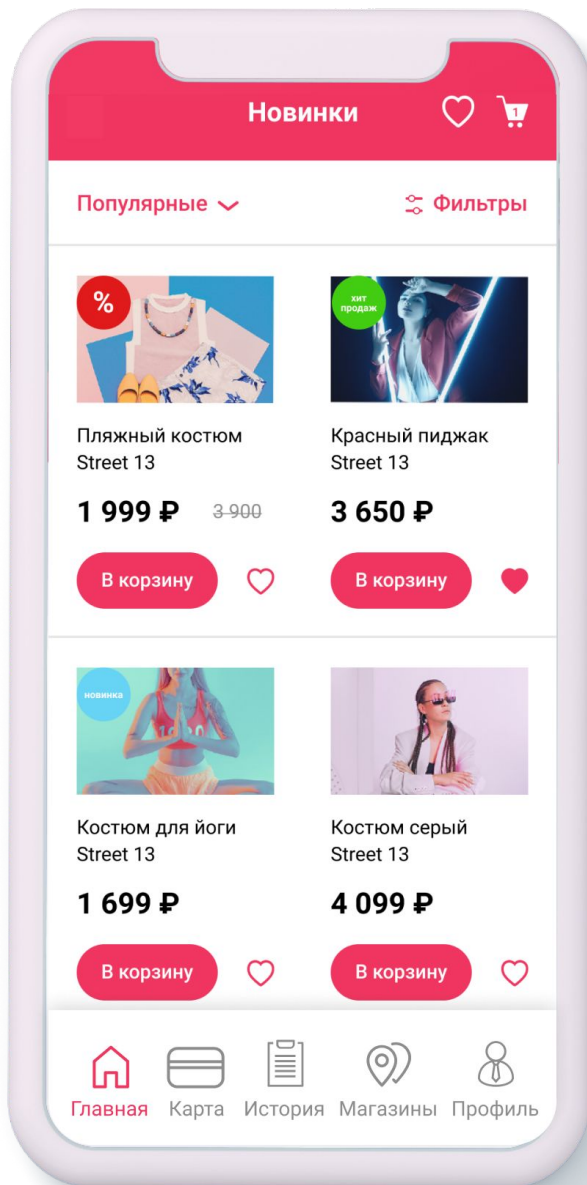 Новинки
1
Популярные
Фильтры
%
хит
продаж
Пляжный костюм
Street 13
1 999 ₽ 3 900
В корзину
Красный пиджак
Street 13
3 650 ₽
В корзину
новинка
Костюм для йоги
Street 13
1 699 ₽
В корзину
Костюм серый
Street 13
4 099 ₽
В корзину
Главная
Карта
История
Магазины
Профиль